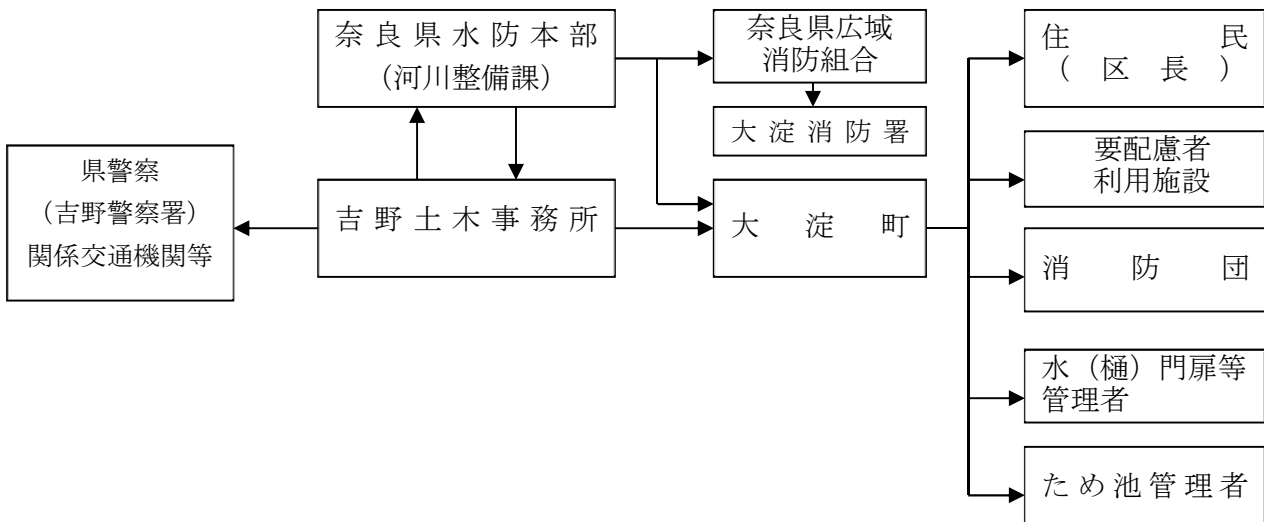 奈良県水防本部
（河川整備課）
奈良県広域
消防組合
大淀消防署
住民
（区長）
要配慮者
利用施設
県警察
（吉野警察署）
関係交通機関等
吉野土木事務所
大淀町
消防団
水（樋）門扉等
管理者
ため池管理者